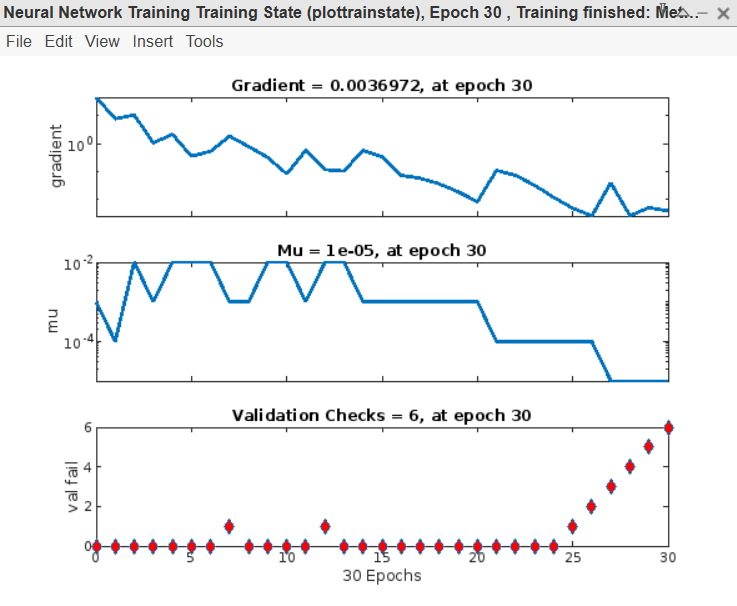 Neural Network Training Training State (plottrainstate), Epoch 30 , Training finished: Met...
File Edit View Insert Tools
Gradient = 0.0036972, at epoch 30
10^0
gradient
Mu = 1e-05, at epoch 30
10^-2
mu
10^-4
Validation Checks = 6, at epoch 30
6
4
val fail
2
0
0 5 10 15 20 25 30
30 Epochs